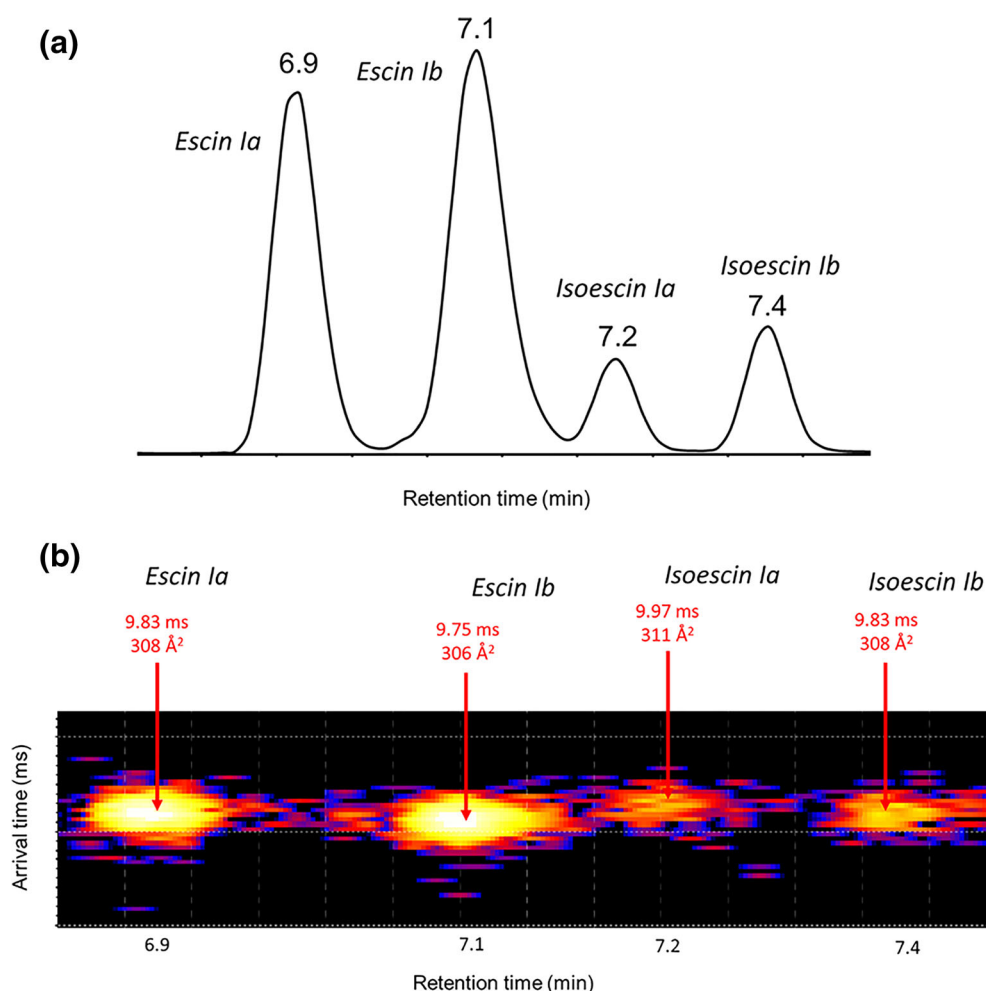 (a)
7.1
6.9
Escin Ib
Escin Ia
Isoescin Ia
Isoescin Ib
7.2
7.4
Retention time (min)
(b)
Escin Ia
Escin Ib
Isoescin Ia
Isoescin Ib
9.83 ms
308 Å²
9.75 ms
306 Å²
9.97 ms
311 Å²
9.83 ms
308 Å²
Arrival time (ms)
6.9
7.1
7.2
7.4
Retention time (min)